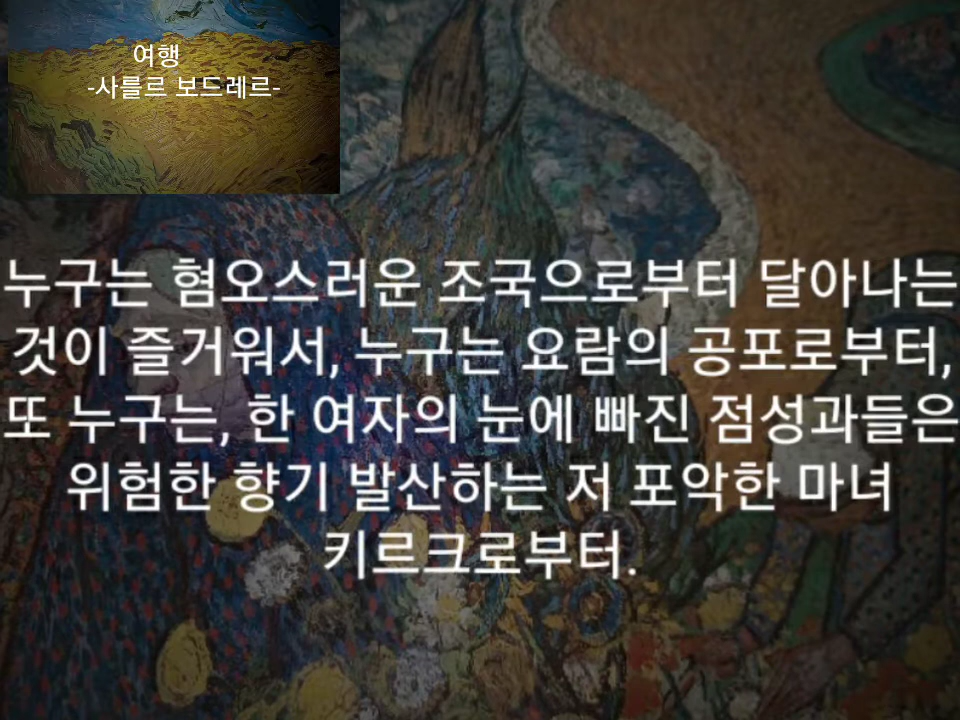 여행
-사를르 보드레르-
누구는 혐오스러운 조국으로부터 달아나는
것이 즐거워서, 누구는 요람의 공포로부터,
또 누구는, 한 여자의 눈에 빠진 점성과들은
위험한 향기 발산하는 저 포악한 마녀
키르크로부터.